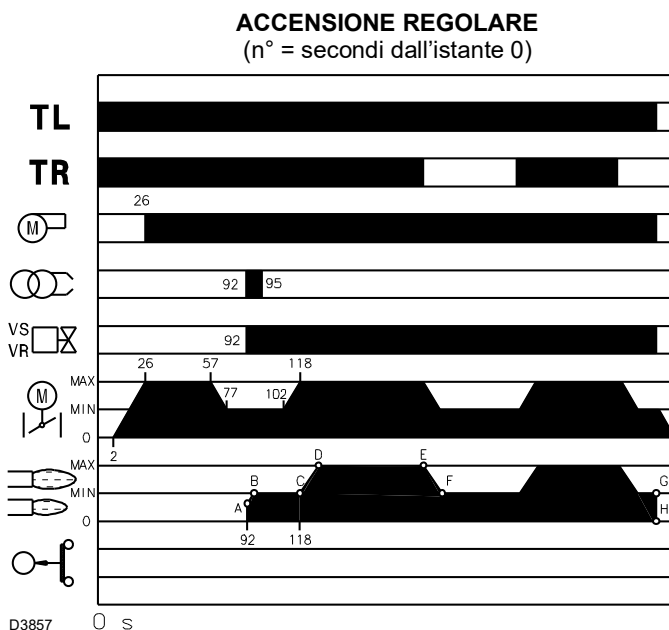 ACCENSIONE REGOLARE
(n° = secondi dall'istante 0)
TL
TR
26
M
92 95
VS
VR
92
26 57 118
MAX
M
77 102
MIN
0
2
MAX
D E
B C F G
MIN
A
H
0
92 118
D3857
0 s